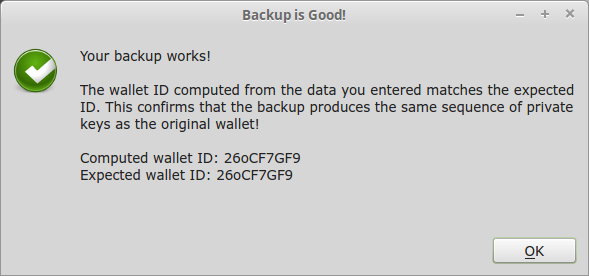 Backup is Good!
Your backup works!
The wallet ID computed from the data you entered matches the expected
ID. This confirms that the backup produces the same sequence of private
keys as the original wallet!
Computed wallet ID: 26oCF7GF9
Expected wallet ID: 26oCF7GF9
OK